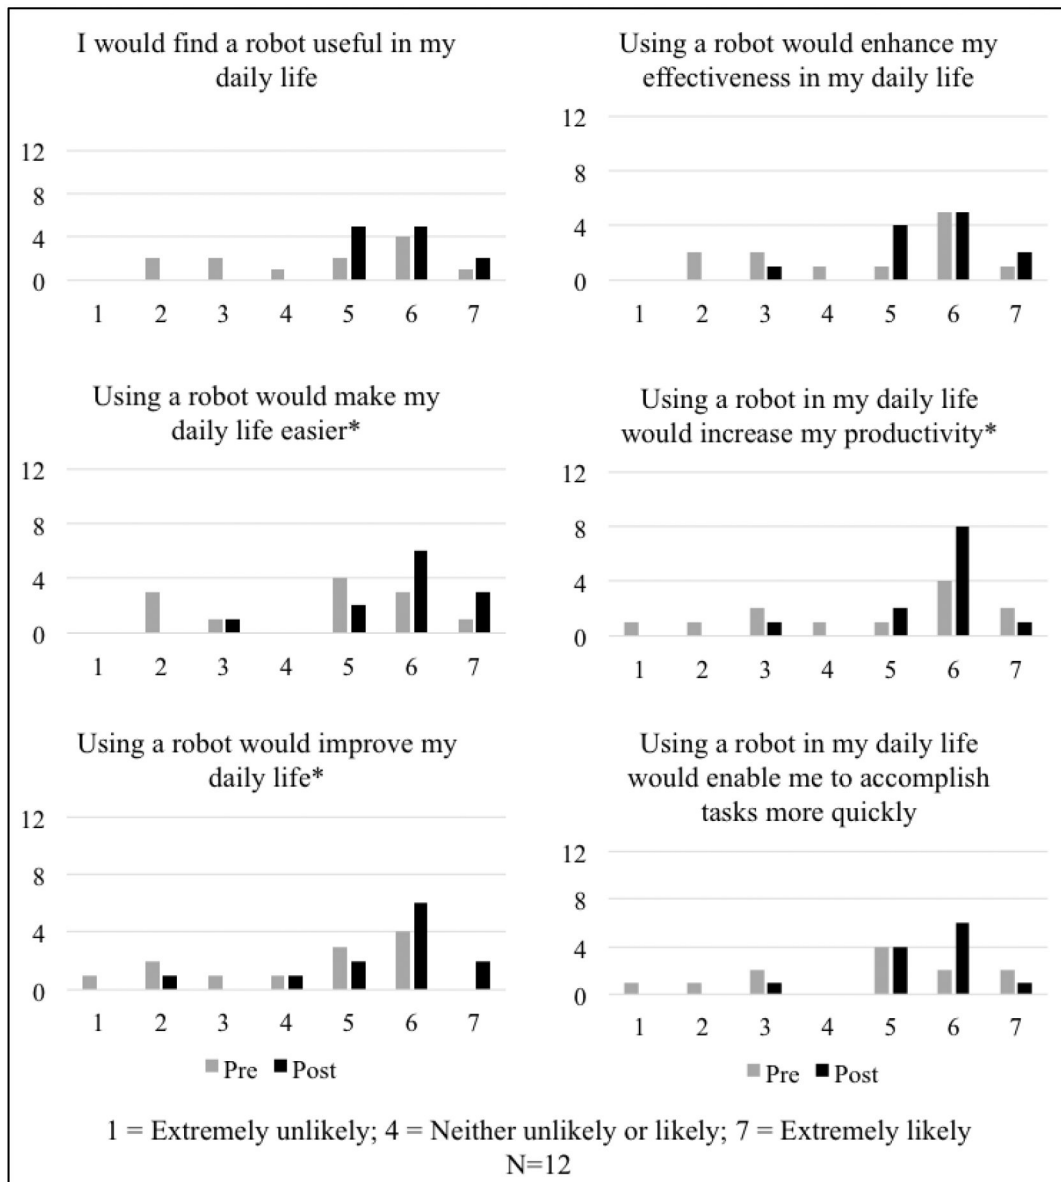 I would find a robot useful in my
daily life
12
8
4
0
1 2 3 4 5 6 7
Using a robot would enhance my
effectiveness in my daily life
12
8
4
0
1 2 3 4 5 6 7
Using a robot would make my
daily life easier*
12
8
4
0
1 2 3 4 5 6 7
Using a robot in my daily life
would increase my productivity*
12
8
4
0
1 2 3 4 5 6 7
Using a robot would improve my
daily life*
12
8
4
0
1 2 3 4 5 6 7
Pre Post
Using a robot in my daily life
would enable me to accomplish
tasks more quickly
12
8
4
0
1 2 3 4 5 6 7
Pre Post
1 = Extremely unlikely; 4 = Neither unlikely or likely; 7 = Extremely likely
N=12